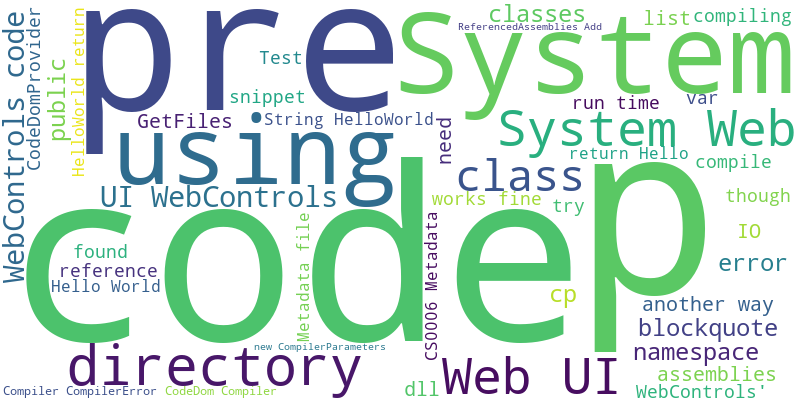 pre
System
classes
list
compiling
ReferencedAssemblies Add
WebControls code
CodeDomProvider
public
HelloWorld return
Test
snippet
GetFiles
String HelloWorld
run time
var
using
need
System Web
return Hello
compile
class
UI WebControls
works fine
try
though
code
p
found
reference
Hello World
Metadata file
CS0006 Metadata
IO
error
cp
another way
blockquote
new CompilerParameters
directory
Web UI
namespace
assemblies
Compiler CompilerError
CodeDom Compiler
dll
WebControls'